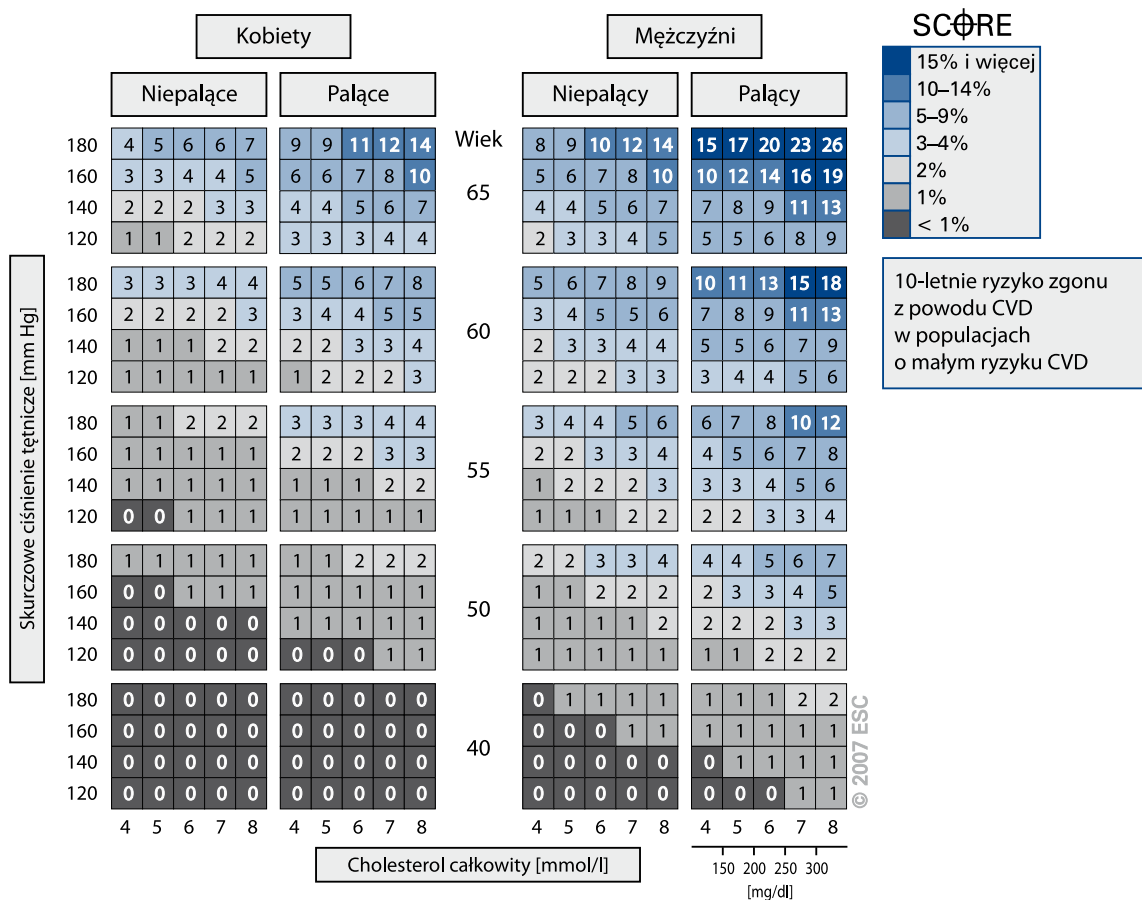 Kobiety Mężczyźni
SCORE
Niepalące Palące Niepalący Palący
15% i więcej
10–14%
5–9%
3–4%
2%
1%
< 1%
Wiek
180 4 5 6 6 7 9 9 11 12 14 8 9 10 12 14 15 17 20 23 26
160 3 3 4 4 5 6 6 7 8 10 65 5 6 7 8 10 10 12 14 16 19
140 2 2 2 3 3 4 4 5 6 7 4 4 5 6 7 7 8 9 11 13
120 1 1 2 2 2 3 3 3 4 4 2 3 3 4 5 5 5 6 8 9
180 3 3 3 4 4 5 5 6 7 8 5 6 7 8 9 10 11 13 15 18
160 2 2 2 2 3 3 4 4 5 5 60 3 4 5 5 6 7 8 9 11 13
140 1 1 1 2 2 2 2 3 3 4 2 3 3 4 4 5 5 6 7 9
120 1 1 1 1 1 1 2 2 2 3 2 2 2 3 3 3 4 4 5 6
10-letnie ryzyko zgonu
z powodu CVD
w populacjach
o małym ryzyku CVD
180 1 1 2 2 2 3 3 3 4 4 3 4 4 5 6 6 7 8 10 12
160 1 1 1 1 1 2 2 2 3 3 55 2 2 3 3 4 4 5 6 7 8
140 1 1 1 1 1 1 1 1 2 2 1 2 2 2 3 3 3 4 5 6
120 0 0 1 1 1 1 1 1 1 1 1 1 1 2 2 2 2 3 3 4
180 1 1 1 1 1 1 1 2 2 2 2 2 3 3 4 4 4 5 6 7
160 0 0 1 1 1 1 1 1 1 1 50 1 1 2 2 2 2 3 3 4 5
140 0 0 0 0 0 1 1 1 1 1 1 1 1 1 2 2 2 2 3 3
120 0 0 0 0 0 0 0 0 1 1 1 1 1 1 1 1 1 2 2 2
180 0 0 0 0 0 0 0 0 0 0 0 1 1 1 1 1 1 1 2 2
160 0 0 0 0 0 0 0 0 0 0 40 0 0 0 1 1 1 1 1 1 1
140 0 0 0 0 0 0 0 0 0 0 0 0 0 0 0 0 1 1 1 1
120 0 0 0 0 0 0 0 0 0 0 0 0 0 0 0 0 0 0 1 1
4 5 6 7 8 4 5 6 7 8 4 5 6 7 8 4 5 6 7 8
Skurczowe ciśnienie tętnicze [mm Hg]
© 2007 ESC
Cholesterol całkowity [mmol/l]
150 200 250 300
[mg/dl]